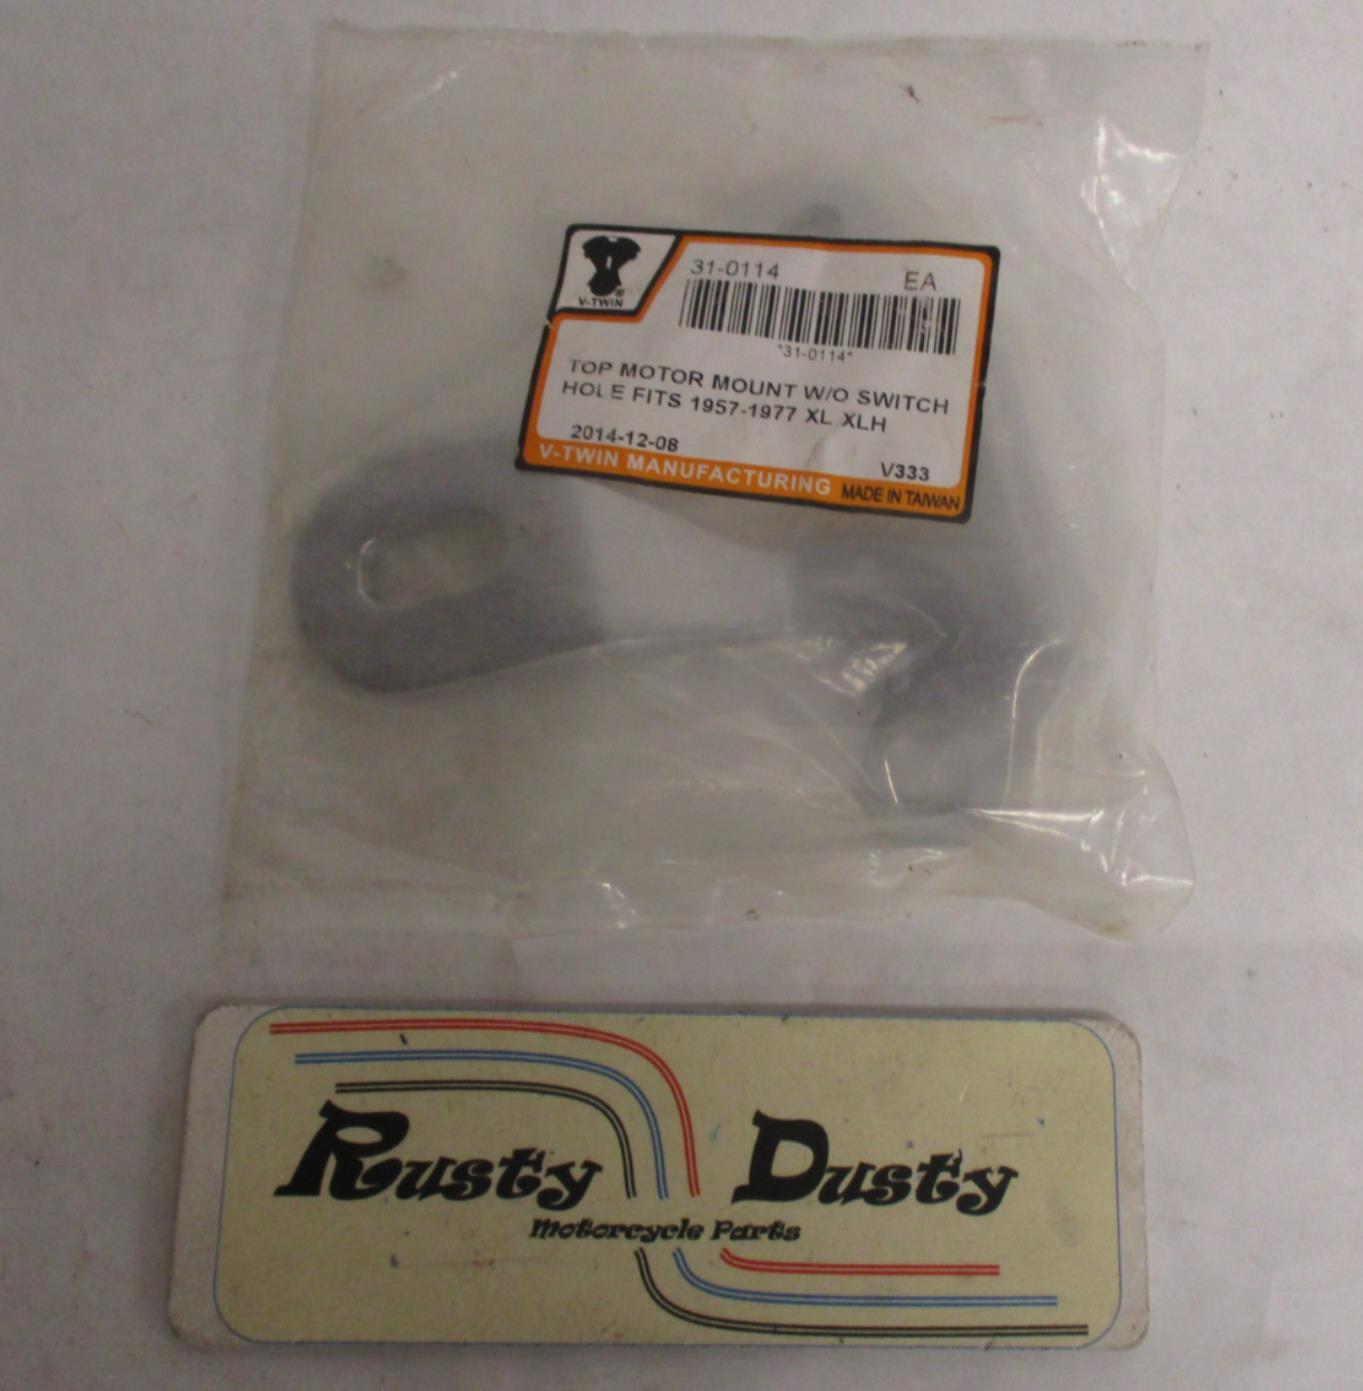 31-0114 EA
*31-0114*
V-TWIN
®
TOP MOTOR MOUNT W/O SWITCH
HOLE FITS 1957-1977 XL XLH
2014-12-08 V333
V-TWIN MANUFACTURING MADE IN TAIWAN
Rusty Dusty
Motorcycle Parts